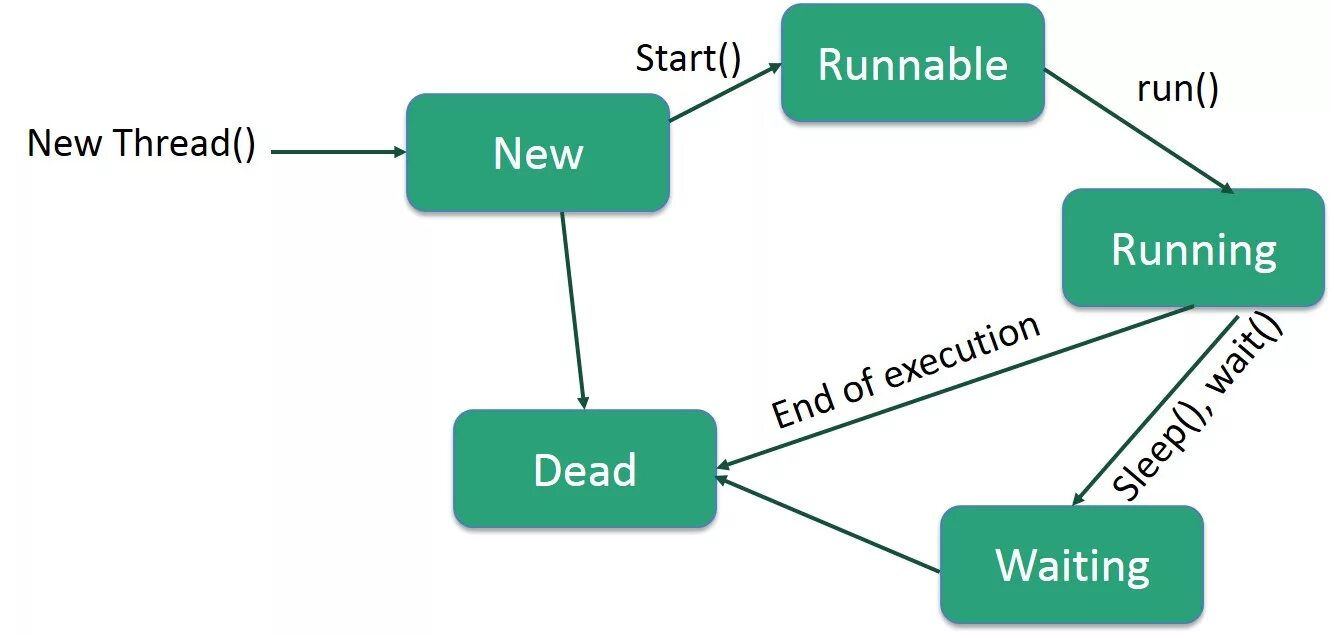 New Thread()
New
Start()
Runnable
run()
Running
End of execution
Sleep(), wait()
Dead
Waiting